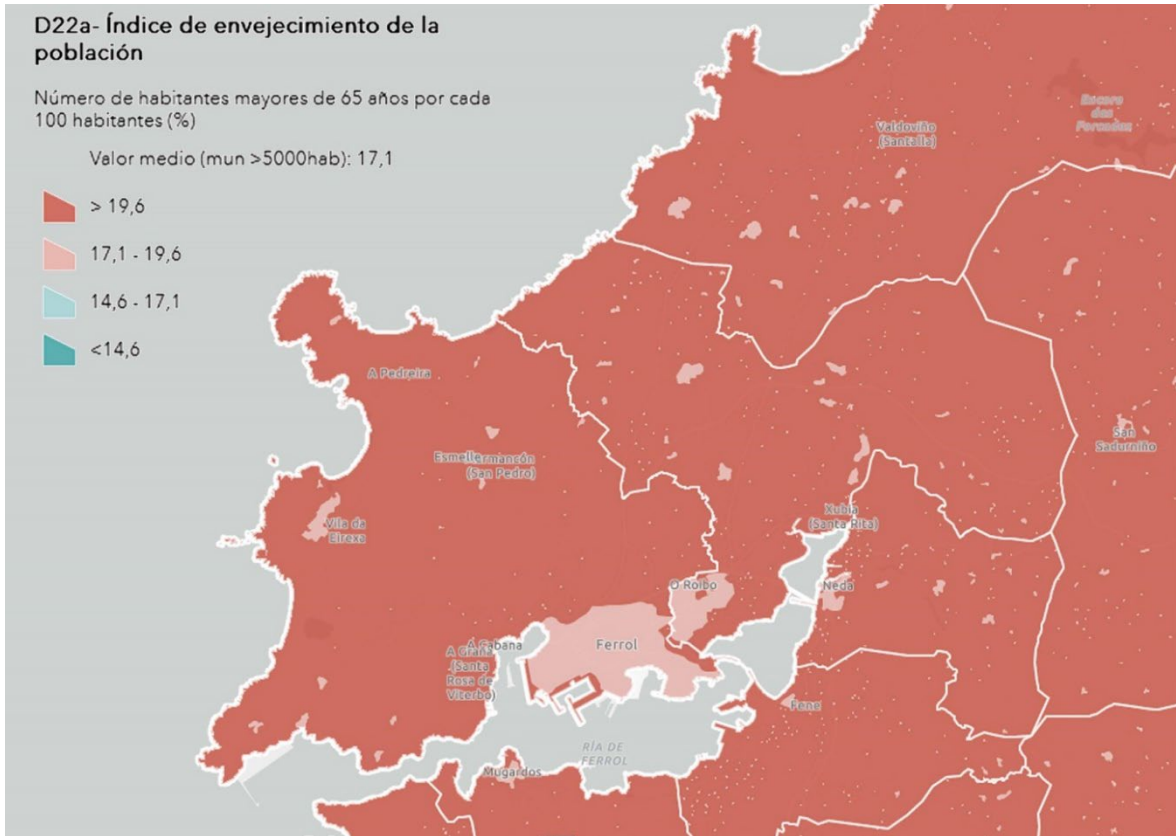 D22a- Índice de envejecimiento de la
población
Número de habitantes mayores de 65 años por cada
100 habitantes (%)
Valor medio (mun >5000hab): 17,1
> 19,6
17,1 - 19,6
14,6 - 17,1
<14,6
Valdoviño
(Santalla)
Encoro
das
Forcadas
A Pedreira
San
Sadurniño
Esmelle
(San Pedro)
Xubia
(Santa Rita)
Vila da
Eirexa
O Roibo
Neda
Ferrol
A Cabana
A Graña
(Santa
Rosa de
Viterbo)
Fene
RÍA DE
FERROL
Mugardos